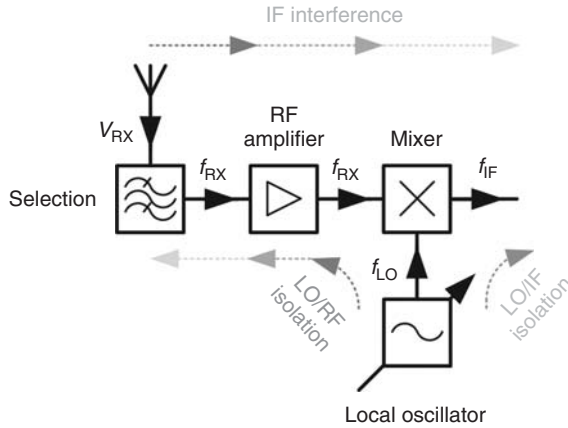 IF interference
RF
amplifier
Mixer
V_RX
f_RX
f_RX
f_IF
Selection
f_LO
LO/RF
isolation
LO/IF
isolation
Local oscillator